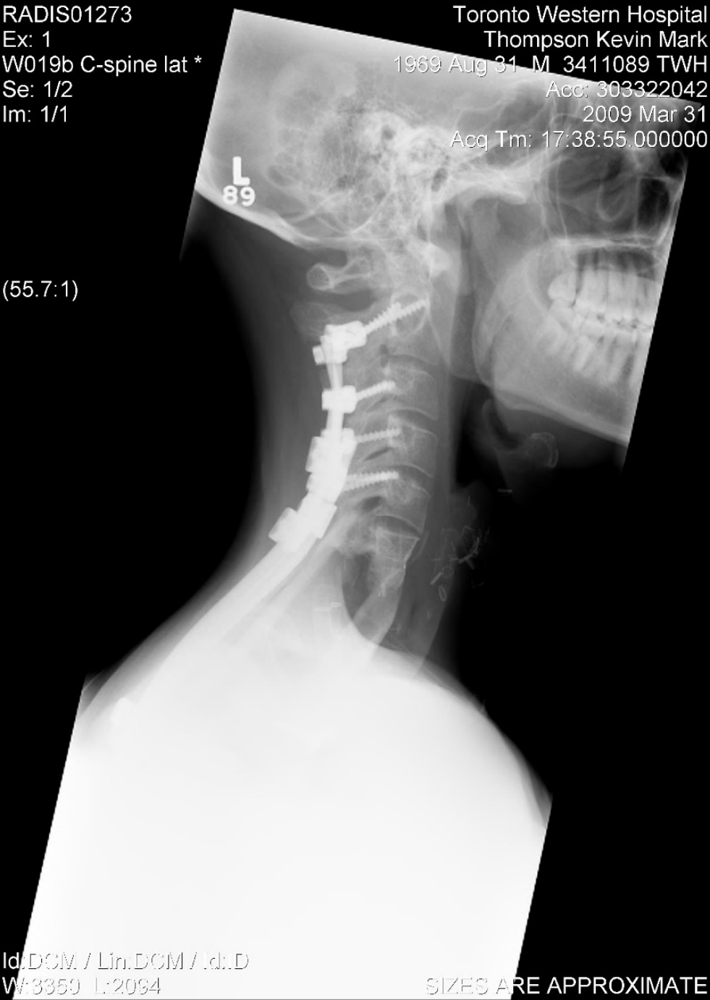 RADIS01273
Ex: 1
W019b C-spine lat *
Se: 1/2
Im: 1/1
Toronto Western Hospital
Thompson Kevin Mark
1969 Aug 31 M 3411089 TWH
Acc: 303322042
2009 Mar 31
Acq Tm: 17:38:55.000000
L
89
(55.7:1)
Id:DCM / Lin:DCM / Id:ID
W:3350 L:2094
SIZES ARE APPROXIMATE